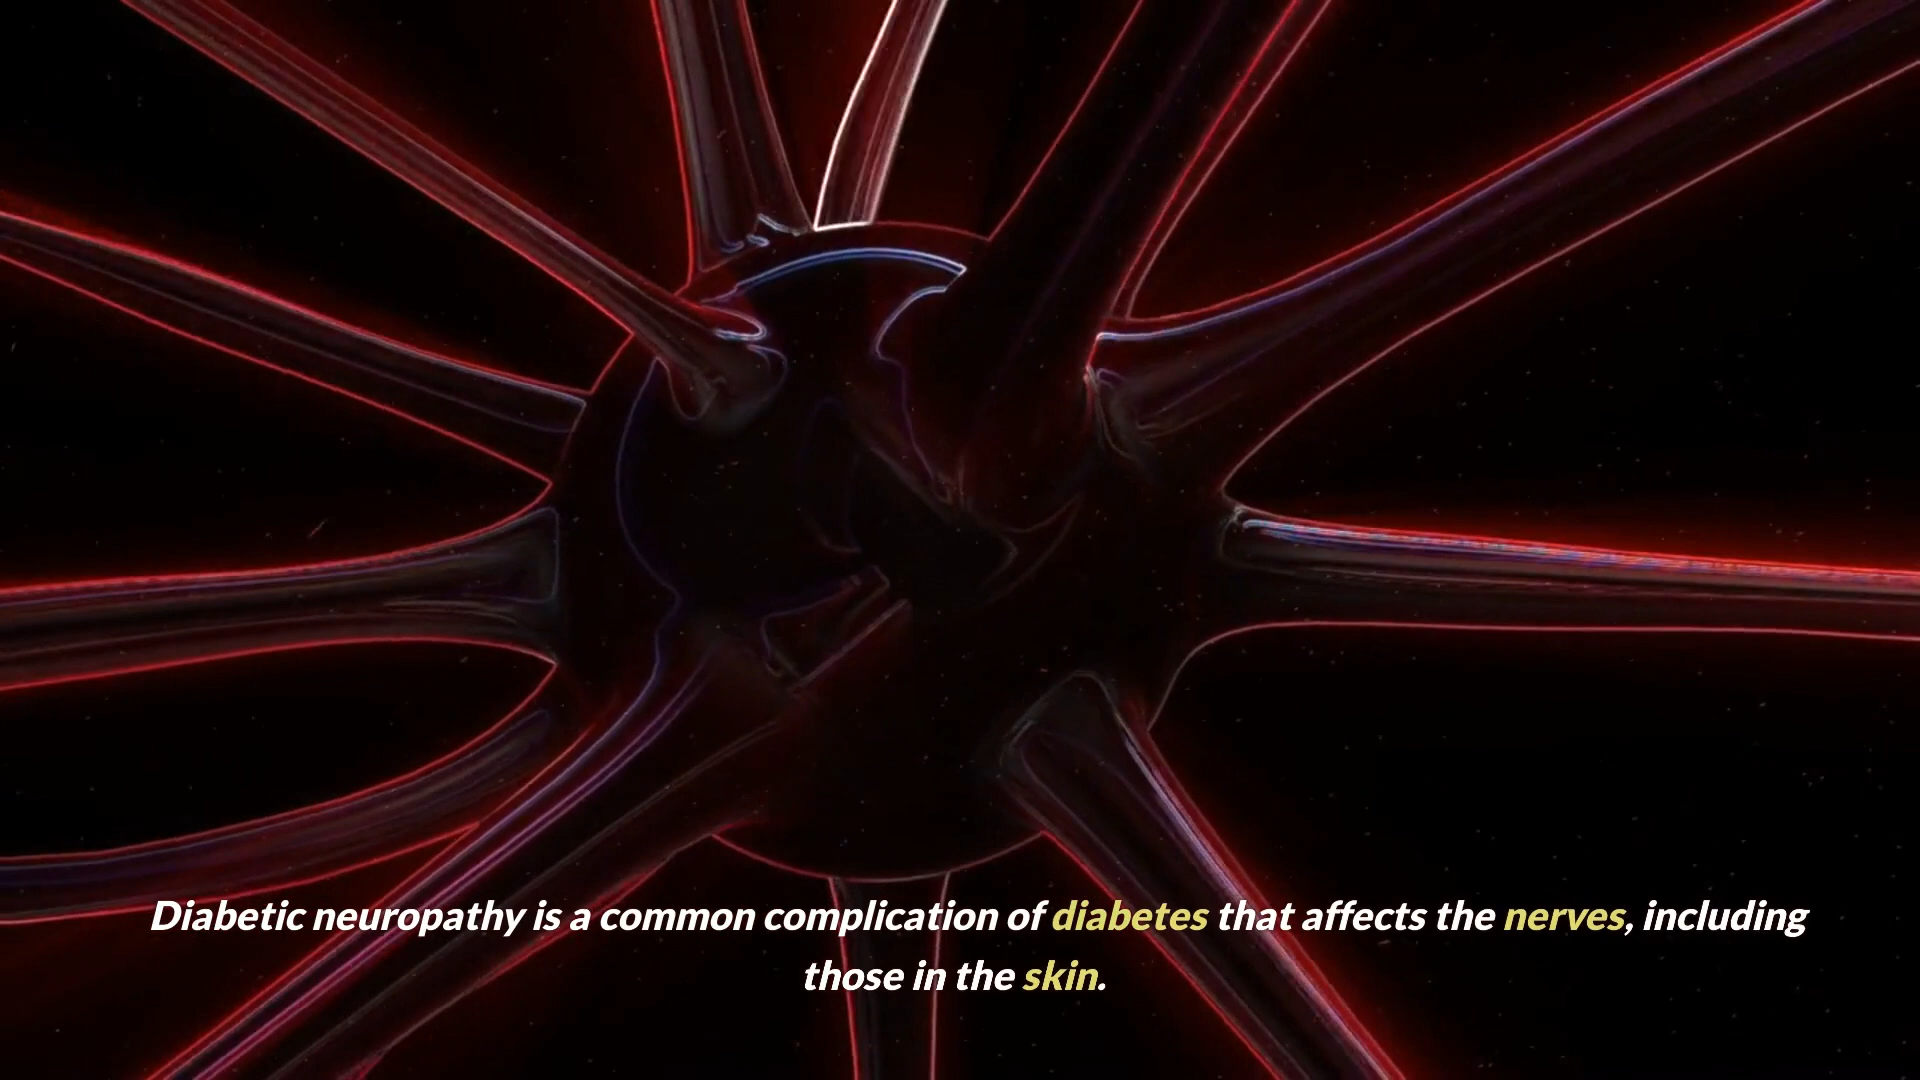 Diabetic neuropathy is a common complication of diabetes that affects the nerves, including
those in the skin.